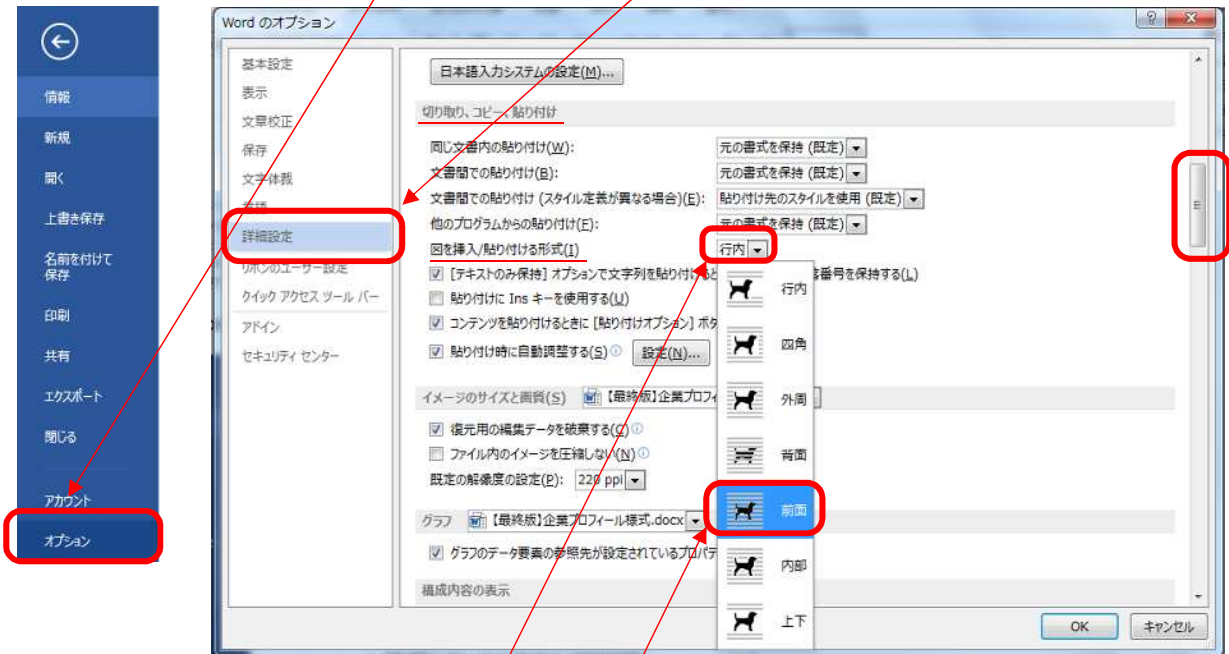 情報
新規
開く
上書き保存
名前を付けて
保存
印刷
共有
エクスポート
閉じる
アカウント
オプション
Word のオプション
基本設定
表示
文章校正
保存
文字体裁
詳細設定
リボンのユーザー設定
クイック アクセス ツール バー
アドイン
セキュリティ センター
日本語入力システムの設定(M)...
切り取り、コピー、貼り付け
同じ文書内の貼り付け(W): 元の書式を保持 (既定)
文書間での貼り付け(B): 元の書式を保持 (既定)
文書間での貼り付け (スタイル定義が異なる場合)(E): 貼り付け先のスタイルを使用 (既定)
他のプログラムからの貼り付け(F): 元の書式を保持 (既定)
図を挿入/貼り付ける形式(I) 行内
[テキストのみ保持] オプションで文字列を貼り付けると 番号を保持する(L)
貼り付けに Ins キーを使用する(U)
コンテンツを貼り付けるときに [貼り付けオプション] ボタ
貼り付け時に自動調整する(S) 設定(N)...
イメージのサイズと画質(S) 【最終版】企業プロフィ
復元用の編集データを破棄する(C)
ファイル内のイメージを圧縮しない(N)
既定の解像度の設定(P): 220 ppi
グラフ 【最終版】企業プロフィール様式.docx
グラフのデータ要素の参照先が設定されているプロパテ
構成内容の表示
行内
四角
外周
背面
前面
内部
上下
OK キャンセル